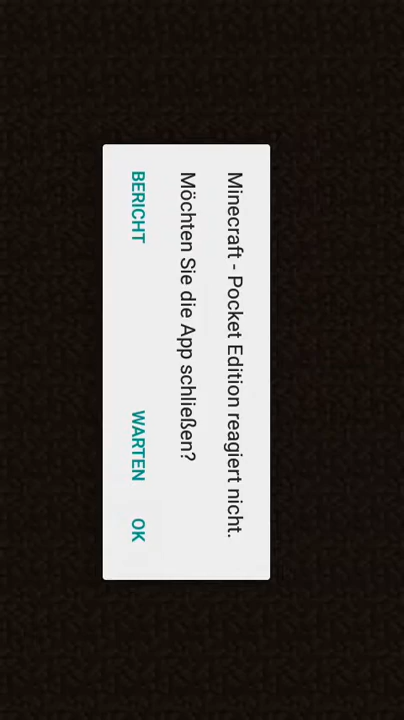 Minecraft - Pocket Edition reagiert nicht.
Möchten Sie die App schließen?
BERICHT
WARTEN
OK